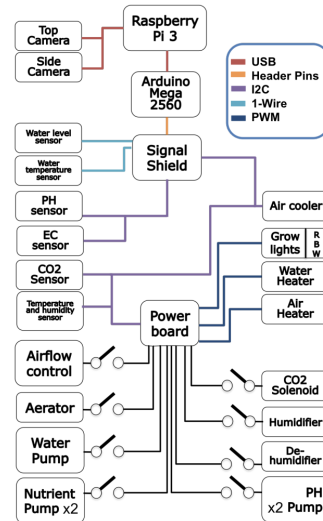 Top
Camera
Side
Camera
Raspberry
Pi 3
Arduino
Mega
2560
USB
Header Pins
I2C
1-Wire
PWM
Water level
sensor
Water
temperature
sensor
Signal
Shield
PH
sensor
EC
sensor
CO2
Sensor
Temperature
and humidity
sensor
Air cooler
Grow
lights
R
B
W
Water
Heater
Air
Heater
Power
board
Airflow
control
Aerator
Water
Pump
Nutrient
Pump x2
CO2
Solenoid
Humidifier
De-
humidifier
PH
x2 Pump